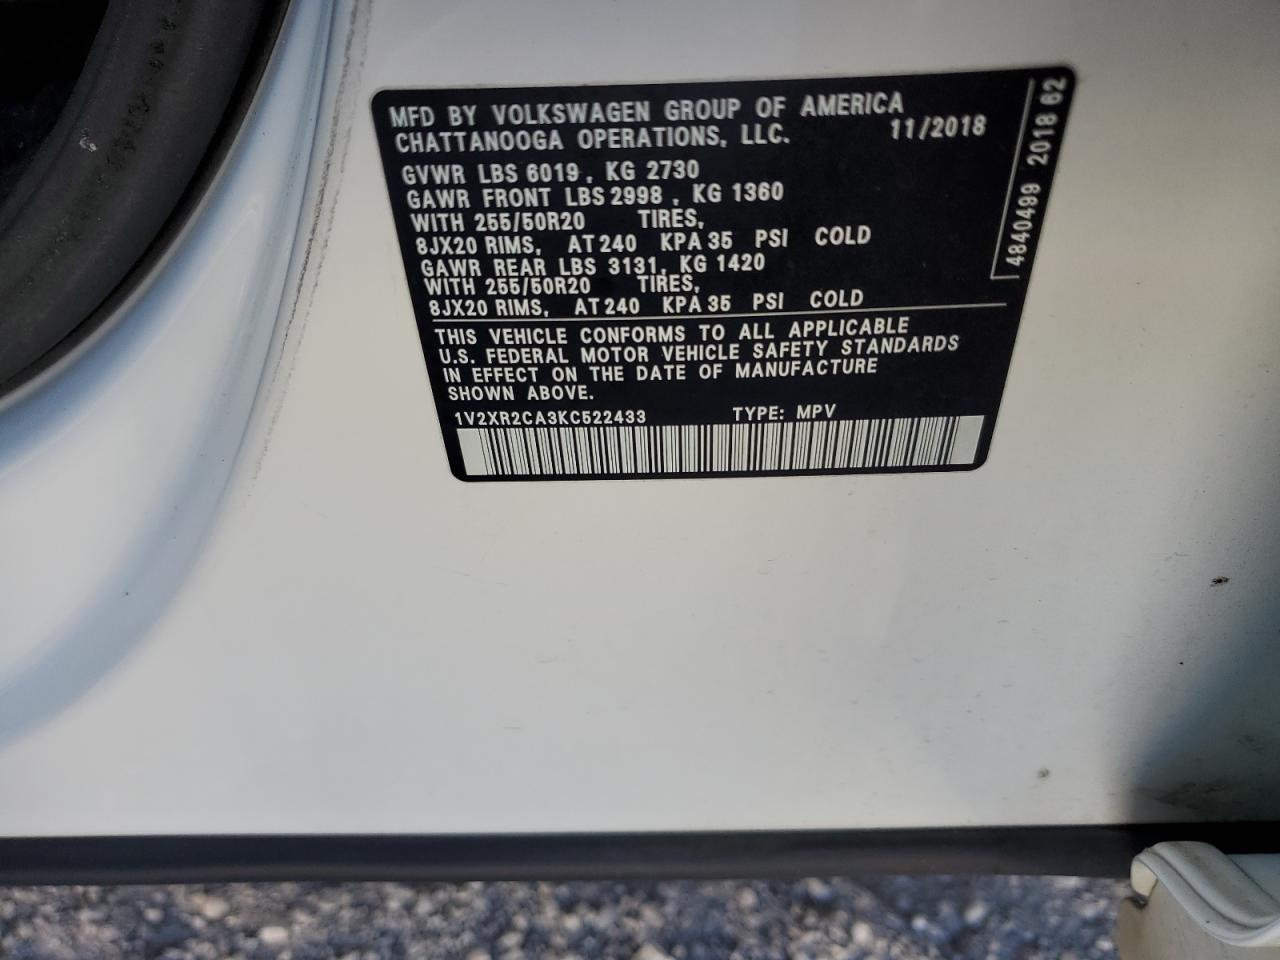 MFD BY VOLKSWAGEN GROUP OF AMERICA
CHATTANOOGA OPERATIONS, LLC. 11/2018
GVWR LBS 6019 , KG 2730
GAWR FRONT LBS 2998 , KG 1360
WITH 255/50R20 TIRES,
8JX20 RIMS, AT 240 KPA 35 PSI COLD
GAWR REAR LBS 3131, KG 1420
WITH 255/50R20 TIRES,
8JX20 RIMS, AT 240 KPA 35 PSI COLD
THIS VEHICLE CONFORMS TO ALL APPLICABLE
U.S. FEDERAL MOTOR VEHICLE SAFETY STANDARDS
IN EFFECT ON THE DATE OF MANUFACTURE
SHOWN ABOVE.
1V2XR2CA3KC522433 TYPE: MPV
4840499 2018 62